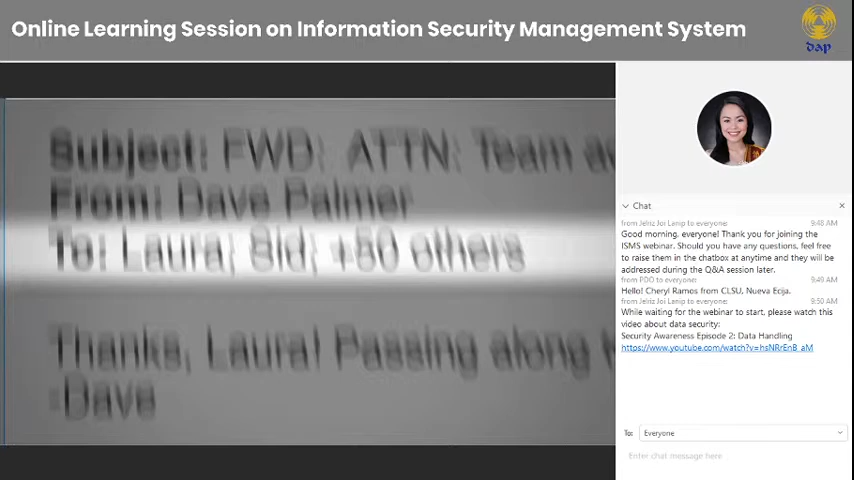 Online Learning Session on Information Security Management System
dap
Subject: FWD: ATTN: Team
From: Dave Palmer
To: Laura; Sid; +80 others
Thanks, Laura! Passing along
-Dave
Chat
from Jelriz Joi Lanip to everyone: 9:48 AM
Good morning, everyone! Thank you for joining the
ISMS webinar. Should you have any questions, feel free
to raise them in the chatbox at anytime and they will be
addressed during the Q&A session later.
from PDO to everyone: 9:49 AM
Hello! Cheryl Ramos from CLSU, Nueva Ecija.
from Jelriz Joi Lanip to everyone: 9:50 AM
While waiting for the webinar to start, please watch this
video about data security:
Security Awareness Episode 2: Data Handling
https://www.youtube.com/watch?v=hsNRrEnB_aM
To: Everyone
Enter chat message here